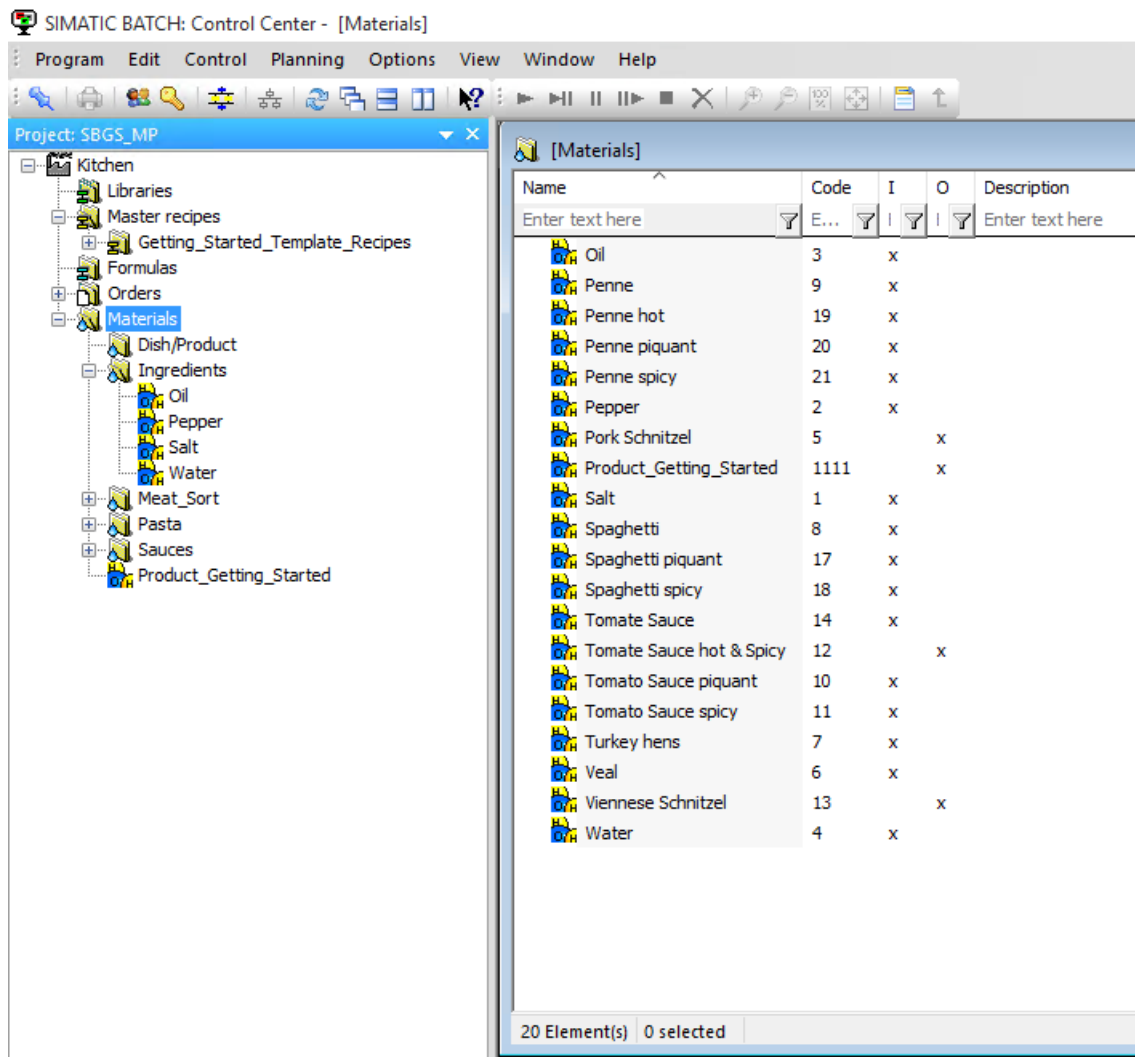 SIMATIC BATCH: Control Center - [Materials]
Program Edit Control Planning Options View Window Help
Project: SBGS_MP
Kitchen
Libraries
Master recipes
Getting_Started_Template_Recipes
Formulas
Orders
Materials
Dish/Product
Ingredients
Oil
Pepper
Salt
Water
Meat_Sort
Pasta
Sauces
Product_Getting_Started
[Materials]
Name Code I O Description
Enter text here E... I I Enter text here
Oil 3 x
Penne 9 x
Penne hot 19 x
Penne piquant 20 x
Penne spicy 21 x
Pepper 2 x
Pork Schnitzel 5 x
Product_Getting_Started 1111 x
Salt 1 x
Spaghetti 8 x
Spaghetti piquant 17 x
Spaghetti spicy 18 x
Tomate Sauce 14 x
Tomate Sauce hot & Spicy 12 x
Tomato Sauce piquant 10 x
Tomato Sauce spicy 11 x
Turkey hens 7 x
Veal 6 x
Viennese Schnitzel 13 x
Water 4 x
20 Element(s) 0 selected